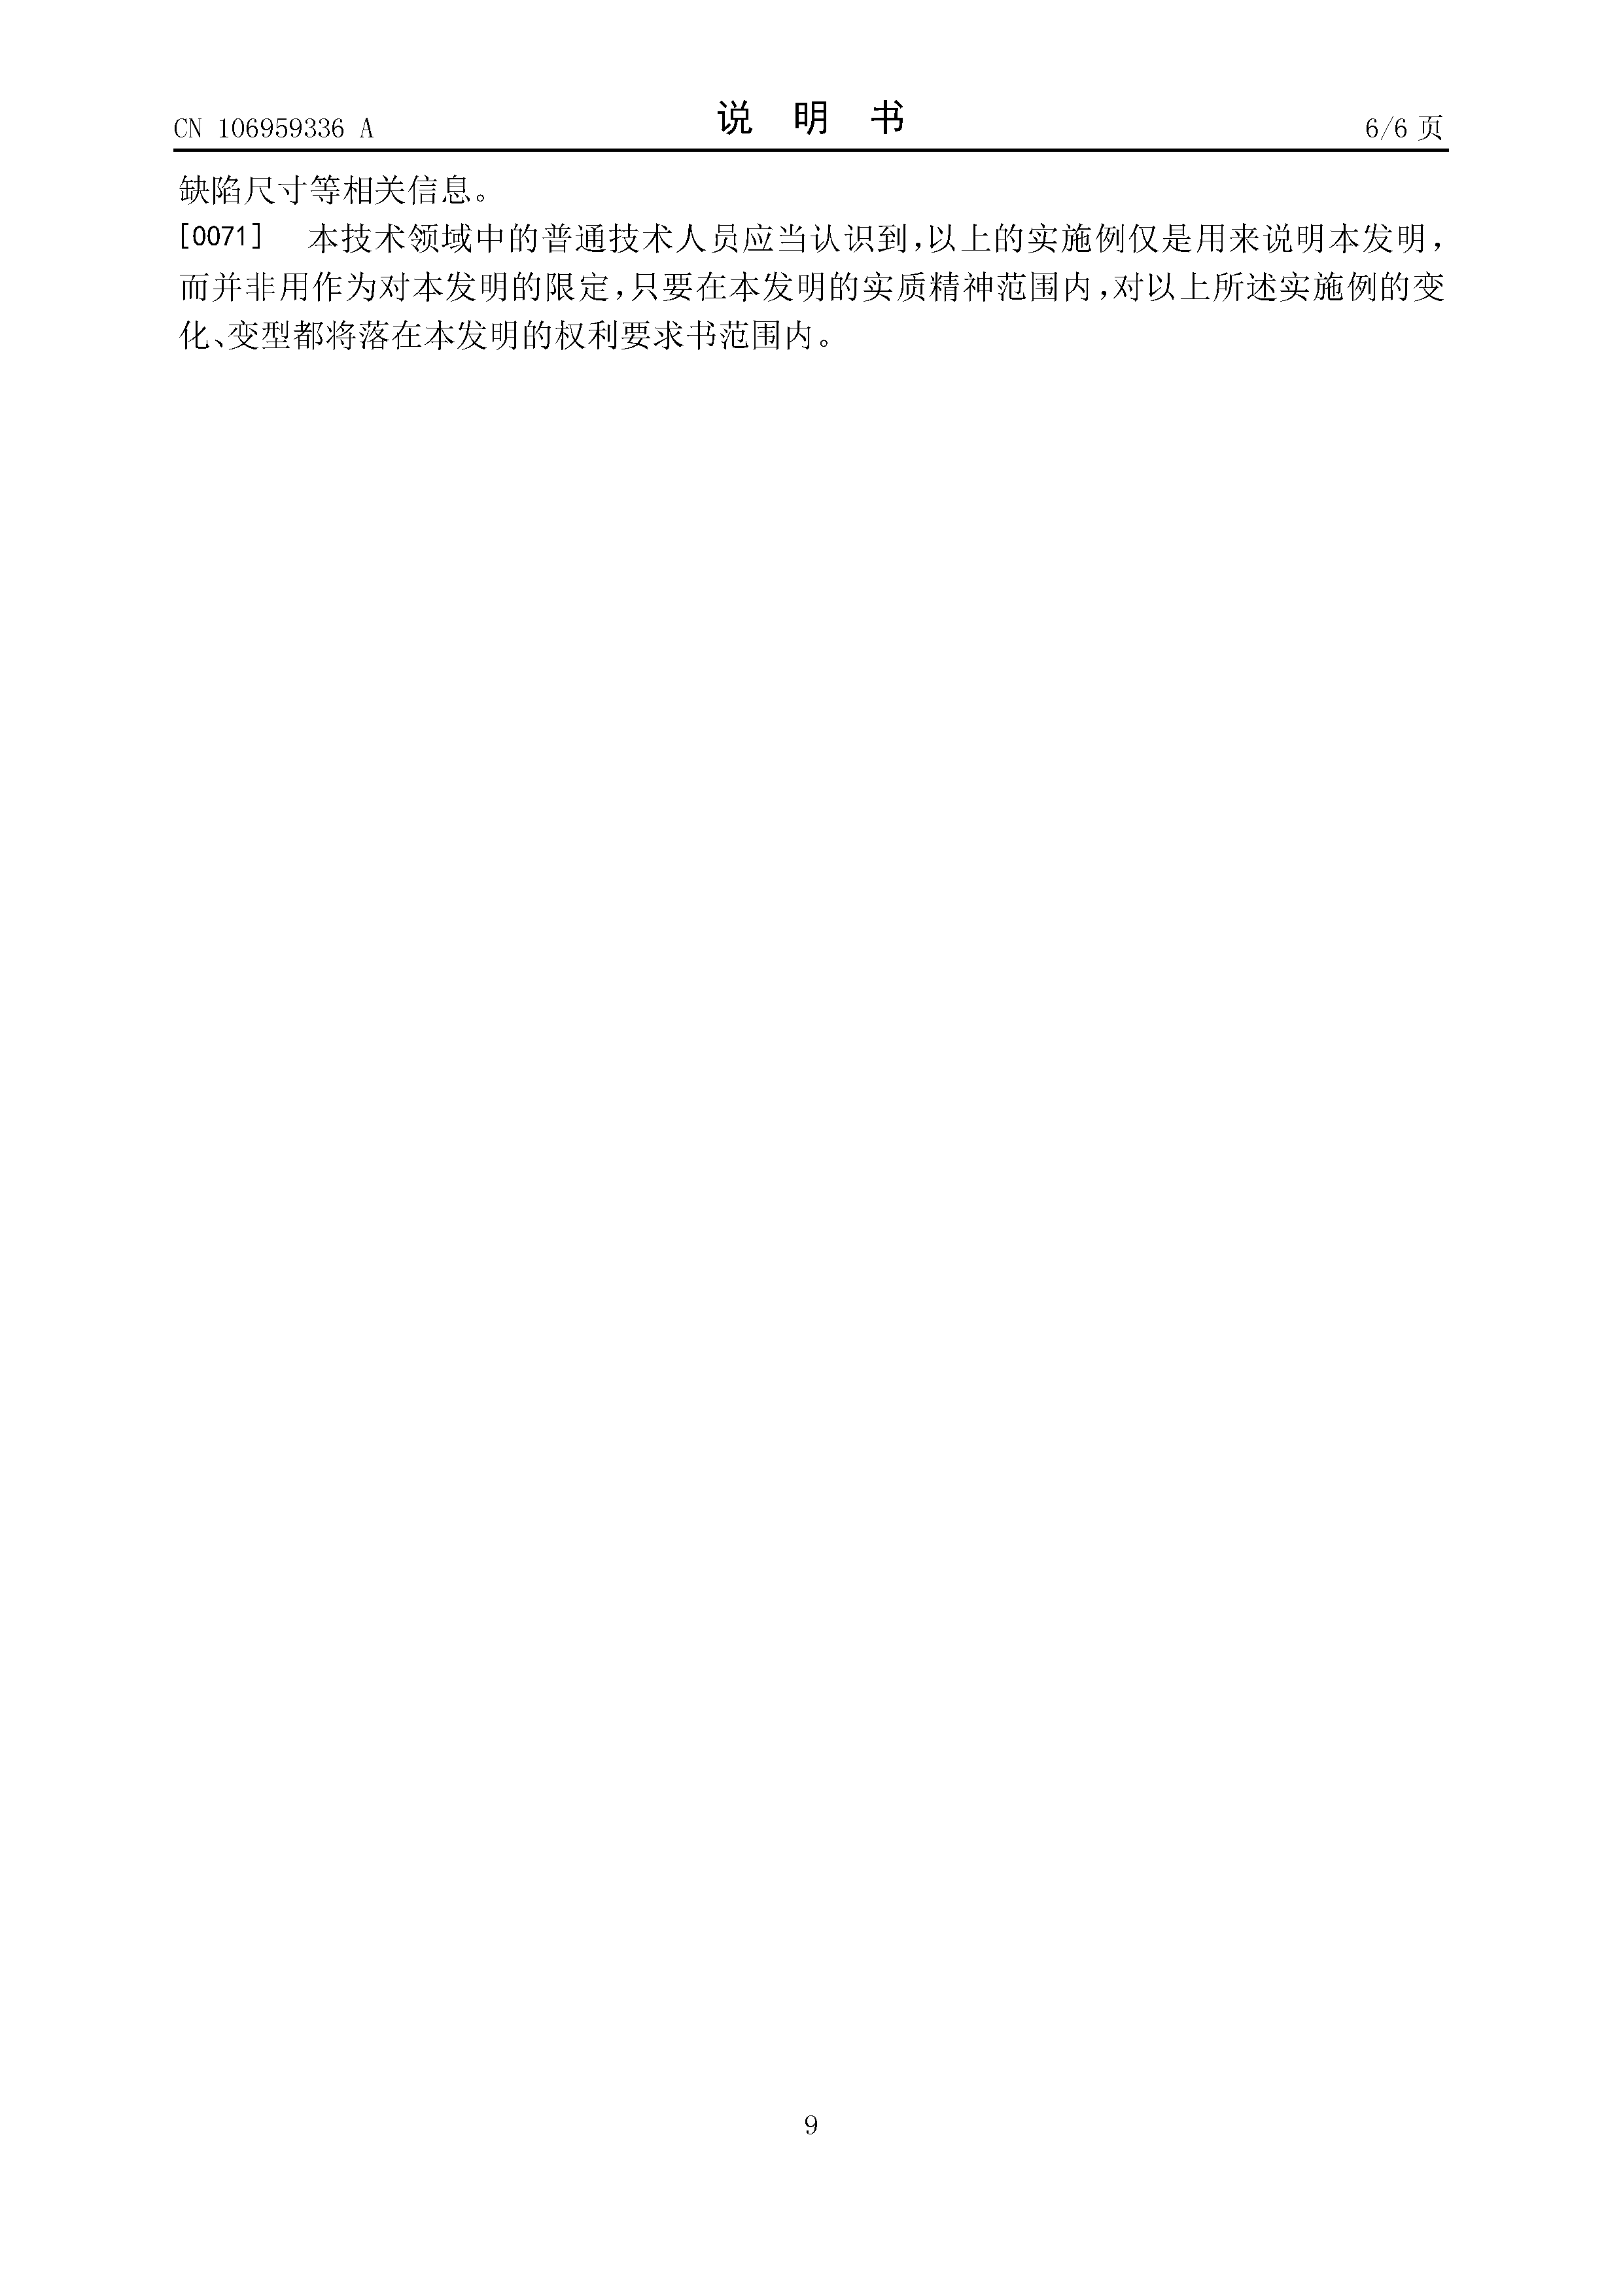 CN 106959336 A
说 明 书
6/6 页
缺陷尺寸等相关信息。
[0071] 本技术领域中的普通技术人员应当认识到,以上的实施例仅是用来说明本发明,
而并非用作为对本发明的限定,只要在本发明的实质精神范围内,对以上所述实施例的变
化、变型都将落在本发明的权利要求书范围内。
9